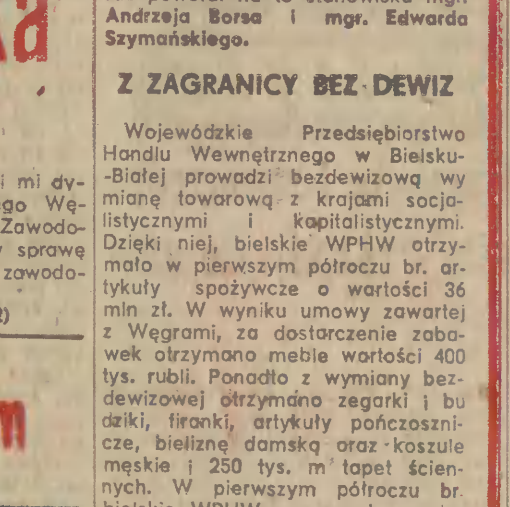 Andrzeja Borsa i mgr. Edwarda
Szymańskiego.
Z ZAGRANICY BEZ DEWIZ
Wojewódzkie Przedsiębiorstwo
Handlu Wewnętrznego w Bielsku-
-Białej prowadzi bezdewizową wy
mianę towarową z krajami socja-
listycznymi i kapitalistycznymi.
Dzięki niej, bielskie WPHW otrzy-
mało w pierwszym półroczu br. ar-
tykuły spożywcze o wartości 36
mln zł. W wyniku umowy zawartej
z Węgrami, za dostarczenie zaba-
wek otrzymano meble wartości 400
tys. rubli. Ponadto z wymiany bez-
dewizowej otrzymano zegarki i bu
dziki, firanki, artykuły pończoszni-
cze, bieliznę damską oraz koszule
męskie i 250 tys. m tapet ścien-
nych. W pierwszym półroczu br.
i mi dy-
ego Wę-
Zawodo-
sprawę
zawodo-